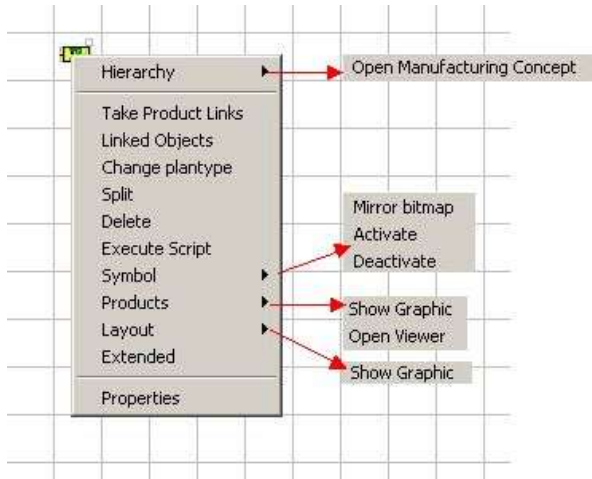 Hierarchy
Open Manufacturing Concept
Take Product Links
Linked Objects
Change plantype
Split
Delete
Execute Script
Symbol
Mirror bitmap
Activate
Deactivate
Products
Show Graphic
Open Viewer
Layout
Show Graphic
Extended
Properties